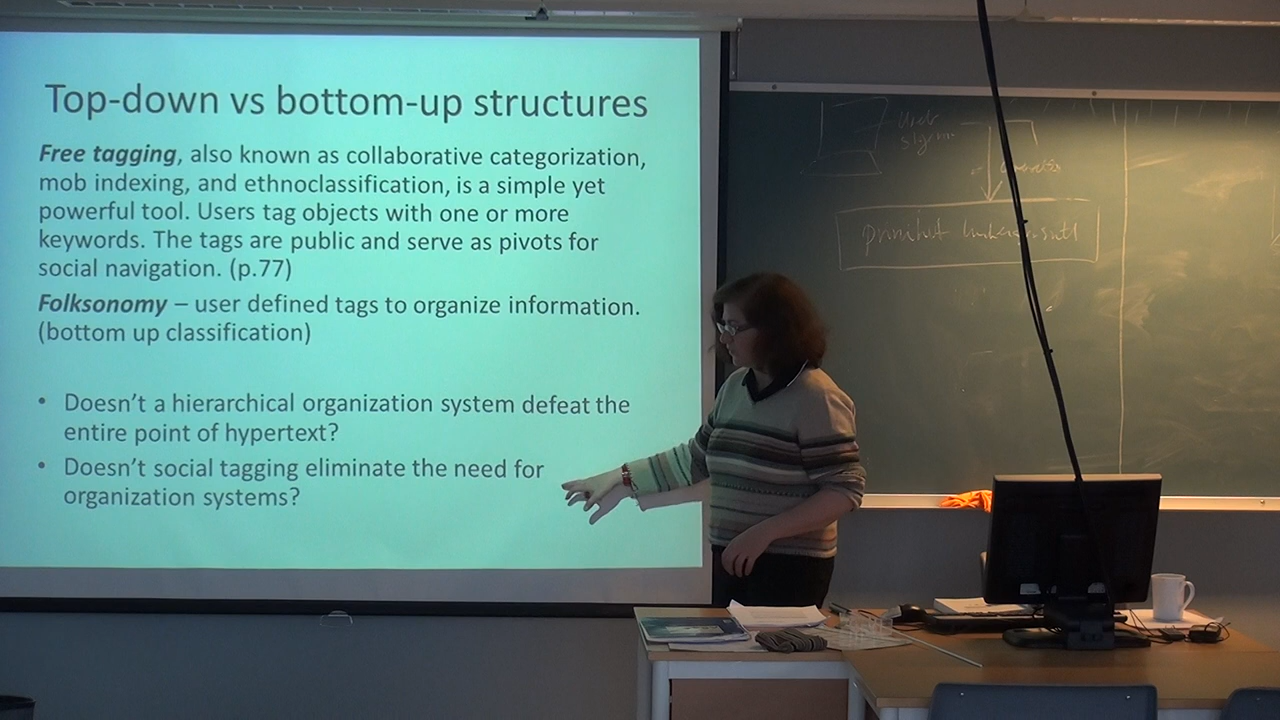 Top-down vs bottom-up structures
Free tagging, also known as collaborative categorization,
mob indexing, and ethnoclassification, is a simple yet
powerful tool. Users tag objects with one or more
keywords. The tags are public and serve as pivots for
social navigation. (p.77)
Folksonomy – user defined tags to organize information.
(bottom up classification)
• Doesn't a hierarchical organization system defeat the
entire point of hypertext?
• Doesn't social tagging eliminate the need for
organization systems?